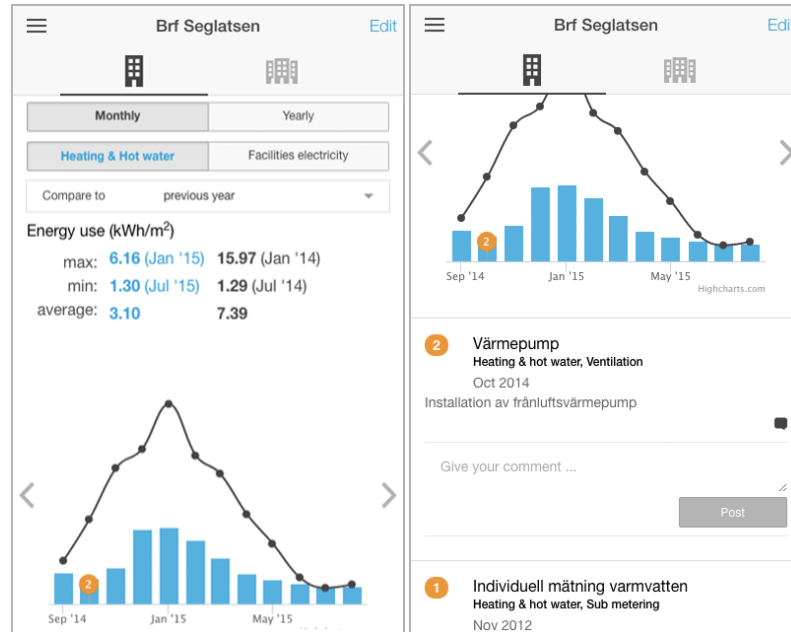 Brf Seglatsen
Edit
Monthly
Yearly
Heating & Hot water
Facilities electricity
Compare to previous year
Energy use (kWh/m²)
max: 6.16 (Jan '15) 15.97 (Jan '14)
min: 1.30 (Jul '15) 1.29 (Jul '14)
average: 3.10 7.39
2
Sep '14 Jan '15 May '15
Brf Seglatsen
2
Sep '14 Jan '15 May '15
Highcharts.com
2 Värmepump
Heating & hot water, Ventilation
Oct 2014
Installation av frånluftsvärmepump
Give your comment ...
Post
1 Individuell mätning varmvatten
Heating & hot water, Sub metering
Nov 2012